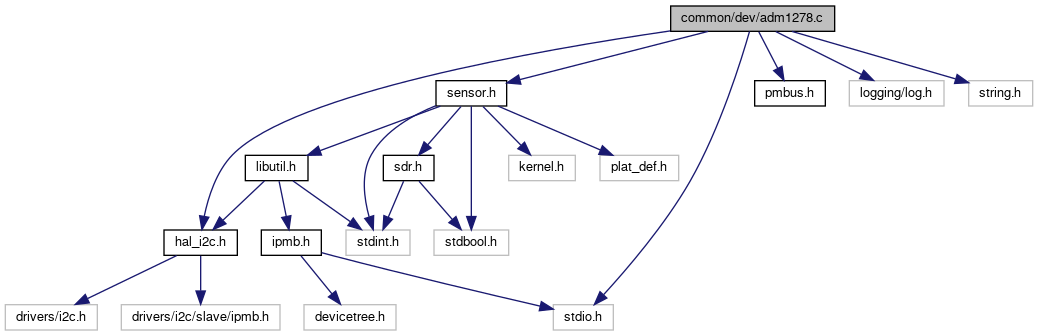 common/dev/adm1278.c
sensor.h
pmbus.h
logging/log.h
string.h
libutil.h
sdr.h
kernel.h
plat_def.h
hal_i2c.h
ipmb.h
stdint.h
stdbool.h
drivers/i2c.h
drivers/i2c/slave/ipmb.h
devicetree.h
stdio.h